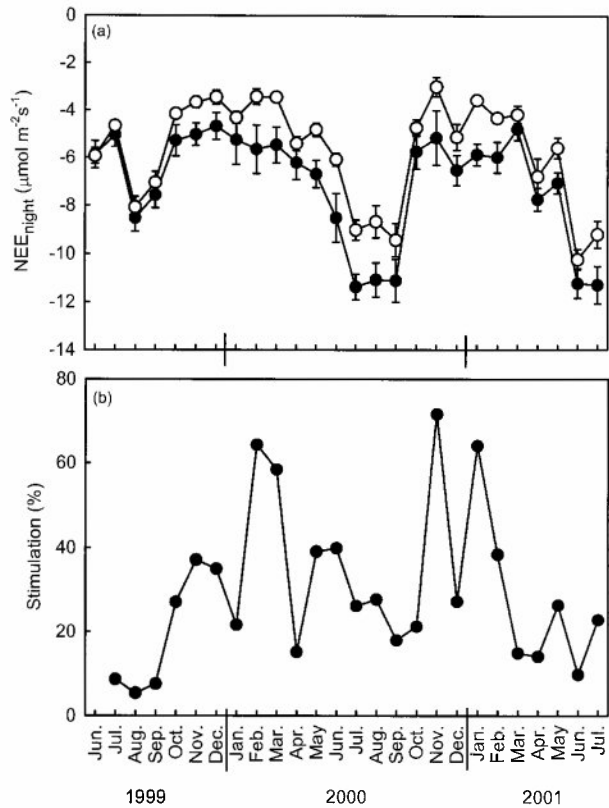 0
(a)
-2
-4
-6
-8
-10
-12
-14
NEEnight (μmol m⁻²s⁻¹)
80
(b)
60
40
20
0
Stimulation (%)
Jun. Jul. Aug. Sep. Oct. Nov. Dec. Jan. Feb. Mar. Apr. May Jun. Jul. Aug. Sep. Oct. Nov. Dec. Jan. Feb. Mar. Apr. May Jun. Jul.
1999 2000 2001